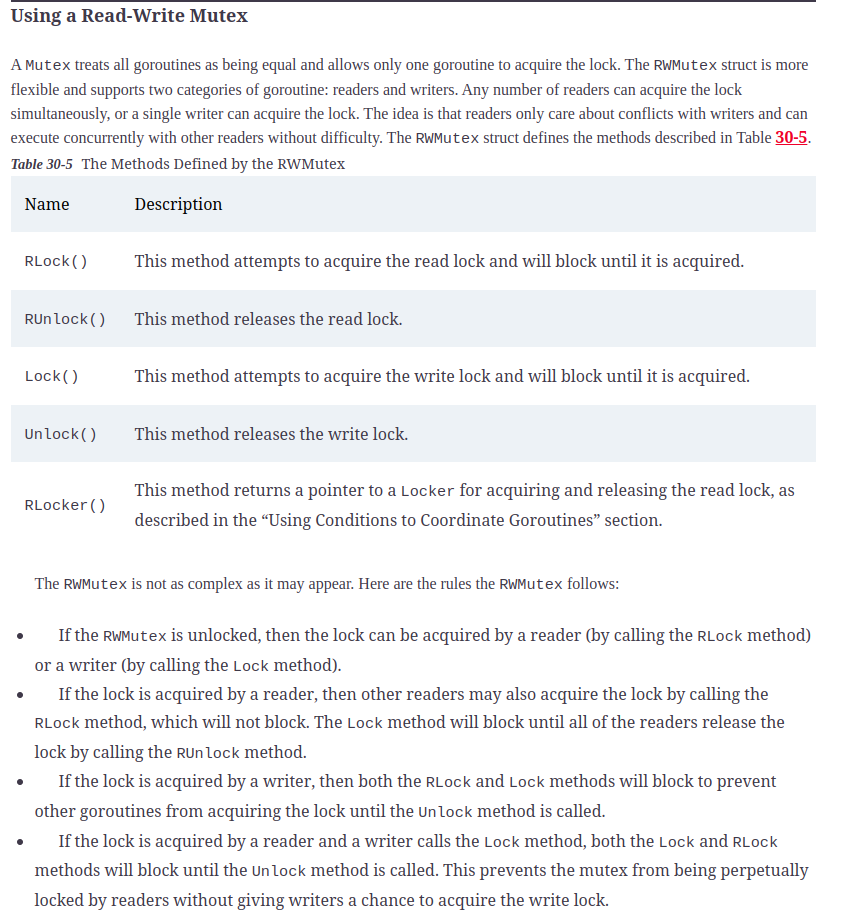 Using a Read-Write Mutex
A Mutex treats all goroutines as being equal and allows only one goroutine to acquire the lock. The RWMutex struct is more
flexible and supports two categories of goroutine: readers and writers. Any number of readers can acquire the lock
simultaneously, or a single writer can acquire the lock. The idea is that readers only care about conflicts with writers and can
execute concurrently with other readers without difficulty. The RWMutex struct defines the methods described in Table 30-5.
Table 30-5 The Methods Defined by the RWMutex
Name Description
RLock() This method attempts to acquire the read lock and will block until it is acquired.
RUnlock() This method releases the read lock.
Lock() This method attempts to acquire the write lock and will block until it is acquired.
Unlock() This method releases the write lock.
RLocker() This method returns a pointer to a Locker for acquiring and releasing the read lock, as
described in the “Using Conditions to Coordinate Goroutines” section.
The RWMutex is not as complex as it may appear. Here are the rules the RWMutex follows:
• If the RWMutex is unlocked, then the lock can be acquired by a reader (by calling the RLock method)
or a writer (by calling the Lock method).
• If the lock is acquired by a reader, then other readers may also acquire the lock by calling the
RLock method, which will not block. The Lock method will block until all of the readers release the
lock by calling the RUnlock method.
• If the lock is acquired by a writer, then both the RLock and Lock methods will block to prevent
other goroutines from acquiring the lock until the Unlock method is called.
• If the lock is acquired by a reader and a writer calls the Lock method, both the Lock and RLock
methods will block until the Unlock method is called. This prevents the mutex from being perpetually
locked by readers without giving writers a chance to acquire the write lock.